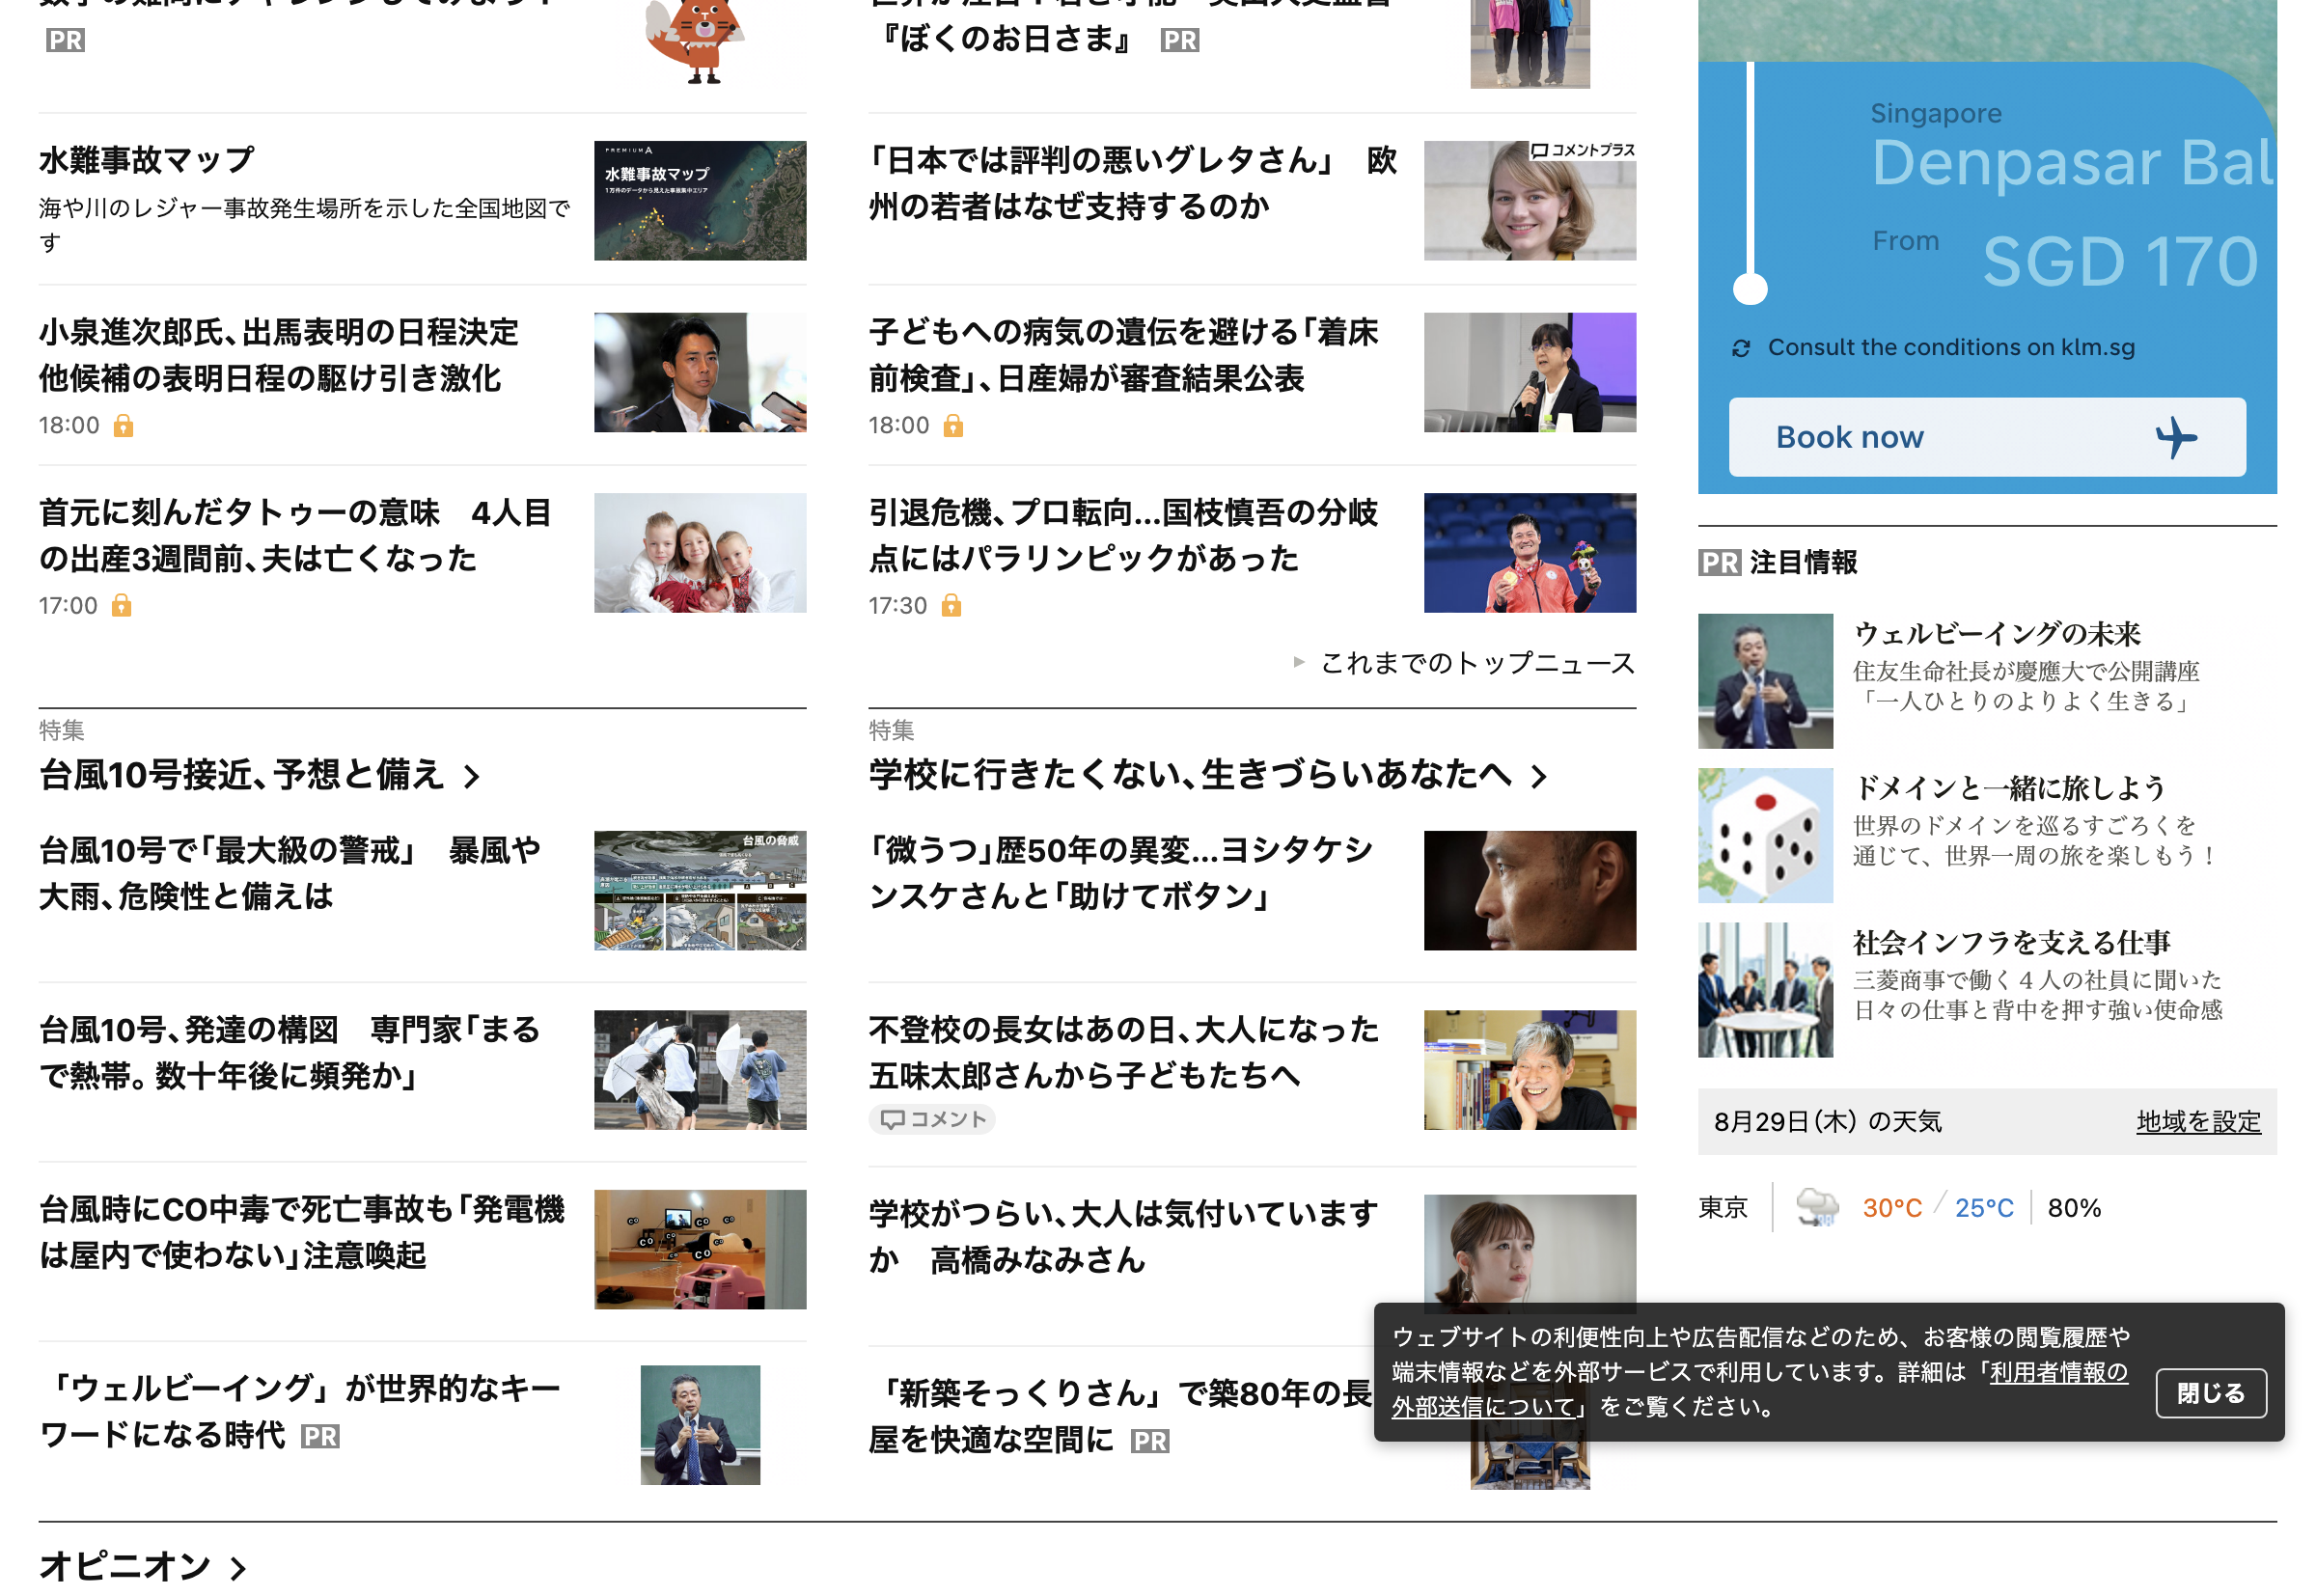 PR
『ぼくのお日さま』 PR
水難事故マップ
海や川のレジャー事故発生場所を示した全国地図で
す
PREMIUM A
水難事故マップ
1万件のデータから見えた事故集中エリア
「日本では評判の悪いグレタさん」 欧
州の若者はなぜ支持するのか
コメントプラス
小泉進次郎氏、出馬表明の日程決定
他候補の表明日程の駆け引き激化
18:00
子どもへの病気の遺伝を避ける「着床
前検査」、日産婦が審査結果公表
18:00
首元に刻んだタトゥーの意味 4人目
の出産3週間前、夫は亡くなった
17:00
引退危機、プロ転向…国枝慎吾の分岐
点にはパラリンピックがあった
17:30
これまでのトップニュース
特集
台風10号接近、予想と備え
台風10号で「最大級の警戒」 暴風や
大雨、危険性と備えは
台風の脅威
台風10号、発達の構図 専門家「まる
で熱帯。数十年後に頻発か」
台風時にCO中毒で死亡事故も「発電機
は屋内で使わない」注意喚起
CO
CO
CO
CO
CO
CO
「ウェルビーイング」が世界的なキー
ワードになる時代 PR
特集
学校に行きたくない、生きづらいあなたへ
「微うつ」歴50年の異変…ヨシタケシ
ンスケさんと「助けてボタン」
不登校の長女はあの日、大人になった
五味太郎さんから子どもたちへ
コメント
学校がつらい、大人は気付いています
か 高橋みなみさん
「新築そっくりさん」で築80年の長
屋を快適な空間に PR
Singapore
Denpasar Bal
From SGD 170
Consult the conditions on klm.sg
Book now
PR 注目情報
ウェルビーイングの未来
住友生命社長が慶應大で公開講座
「一人ひとりのよりよく生きる」
ドメインと一緒に旅しよう
世界のドメインを巡るすごろくを
通じて、世界一周の旅を楽しもう！
社会インフラを支える仕事
三菱商事で働く４人の社員に聞いた
日々の仕事と背中を押す強い使命感
8月29日（木）の天気 地域を設定
東京 30°C / 25°C 80%
ウェブサイトの利便性向上や広告配信などのため、お客様の閲覧履歴や
端末情報などを外部サービスで利用しています。詳細は「利用者情報の
外部送信について」をご覧ください。
閉じる
オピニオン